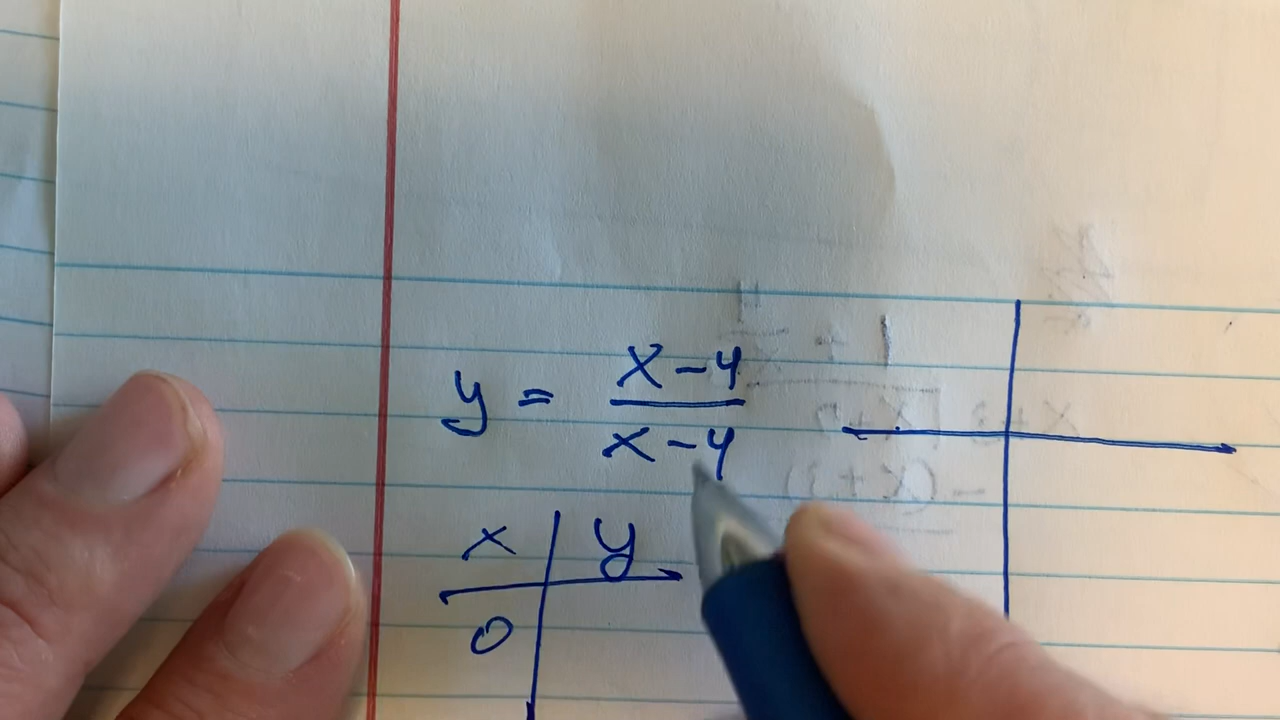 y = x-4
x-4
x y
0